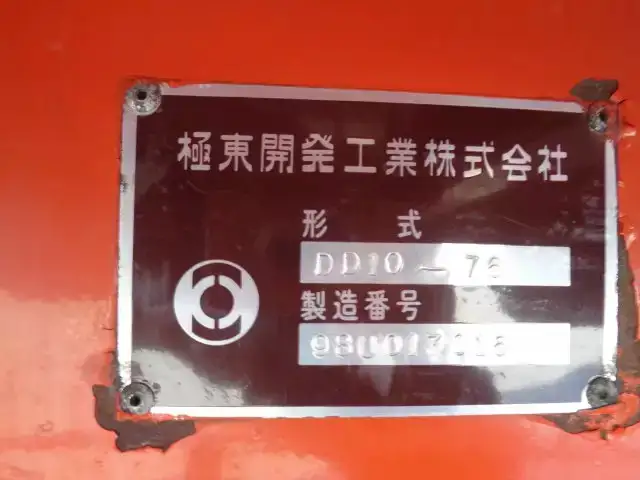 極東開発工業株式会社
形 式
DD10-76
製造番号